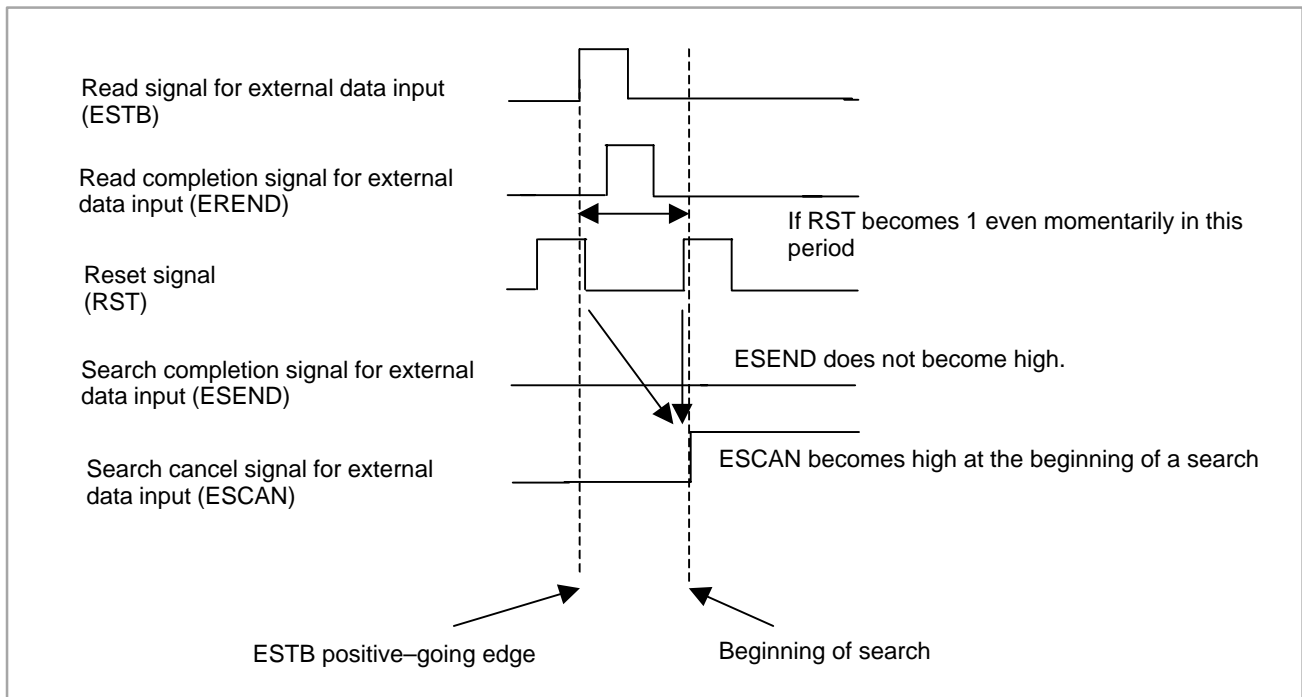 Read signal for external data input
(ESTB)
Read completion signal for external
data input (EREND)
If RST becomes 1 even momentarily in this
period
Reset signal
(RST)
ESEND does not become high.
Search completion signal for external
data input (ESEND)
ESCAN becomes high at the beginning of a search
Search cancel signal for external
data input (ESCAN)
ESTB positive–going edge
Beginning of search